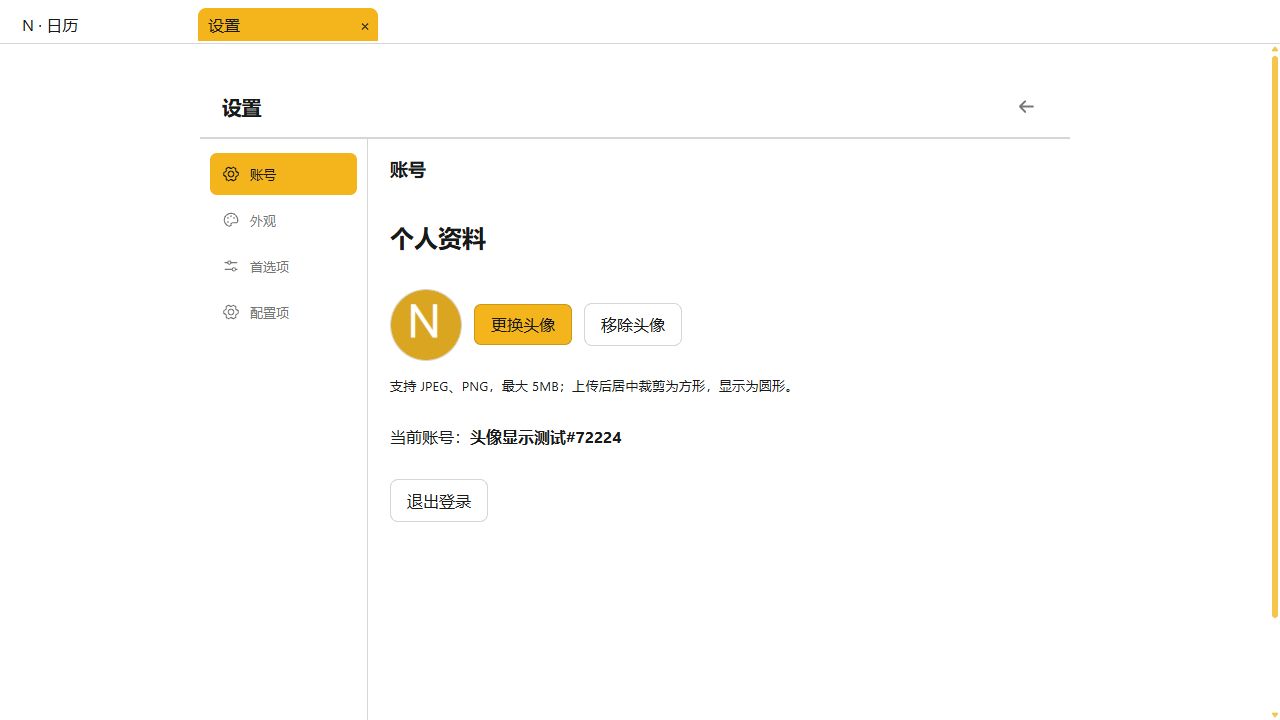 N · 日历
设置 ×
设置
账号
外观
首选项
配置项
账号
个人资料
N 更换头像 移除头像
支持 JPEG、PNG，最大 5MB；上传后居中裁剪为方形，显示为圆形。
当前账号：头像显示测试#72224
退出登录